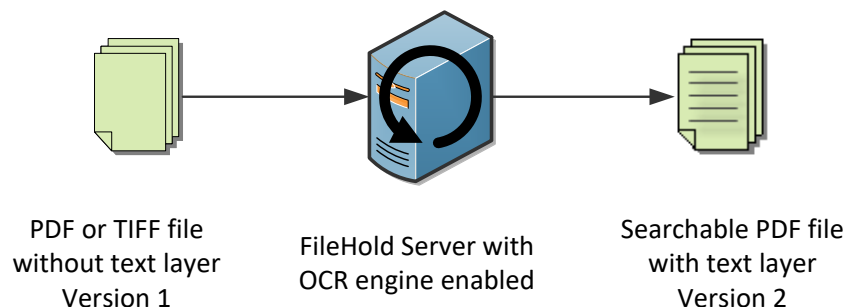 PDF or TIFF file
without text layer
Version 1
FileHold Server with
OCR engine enabled
Searchable PDF file
with text layer
Version 2